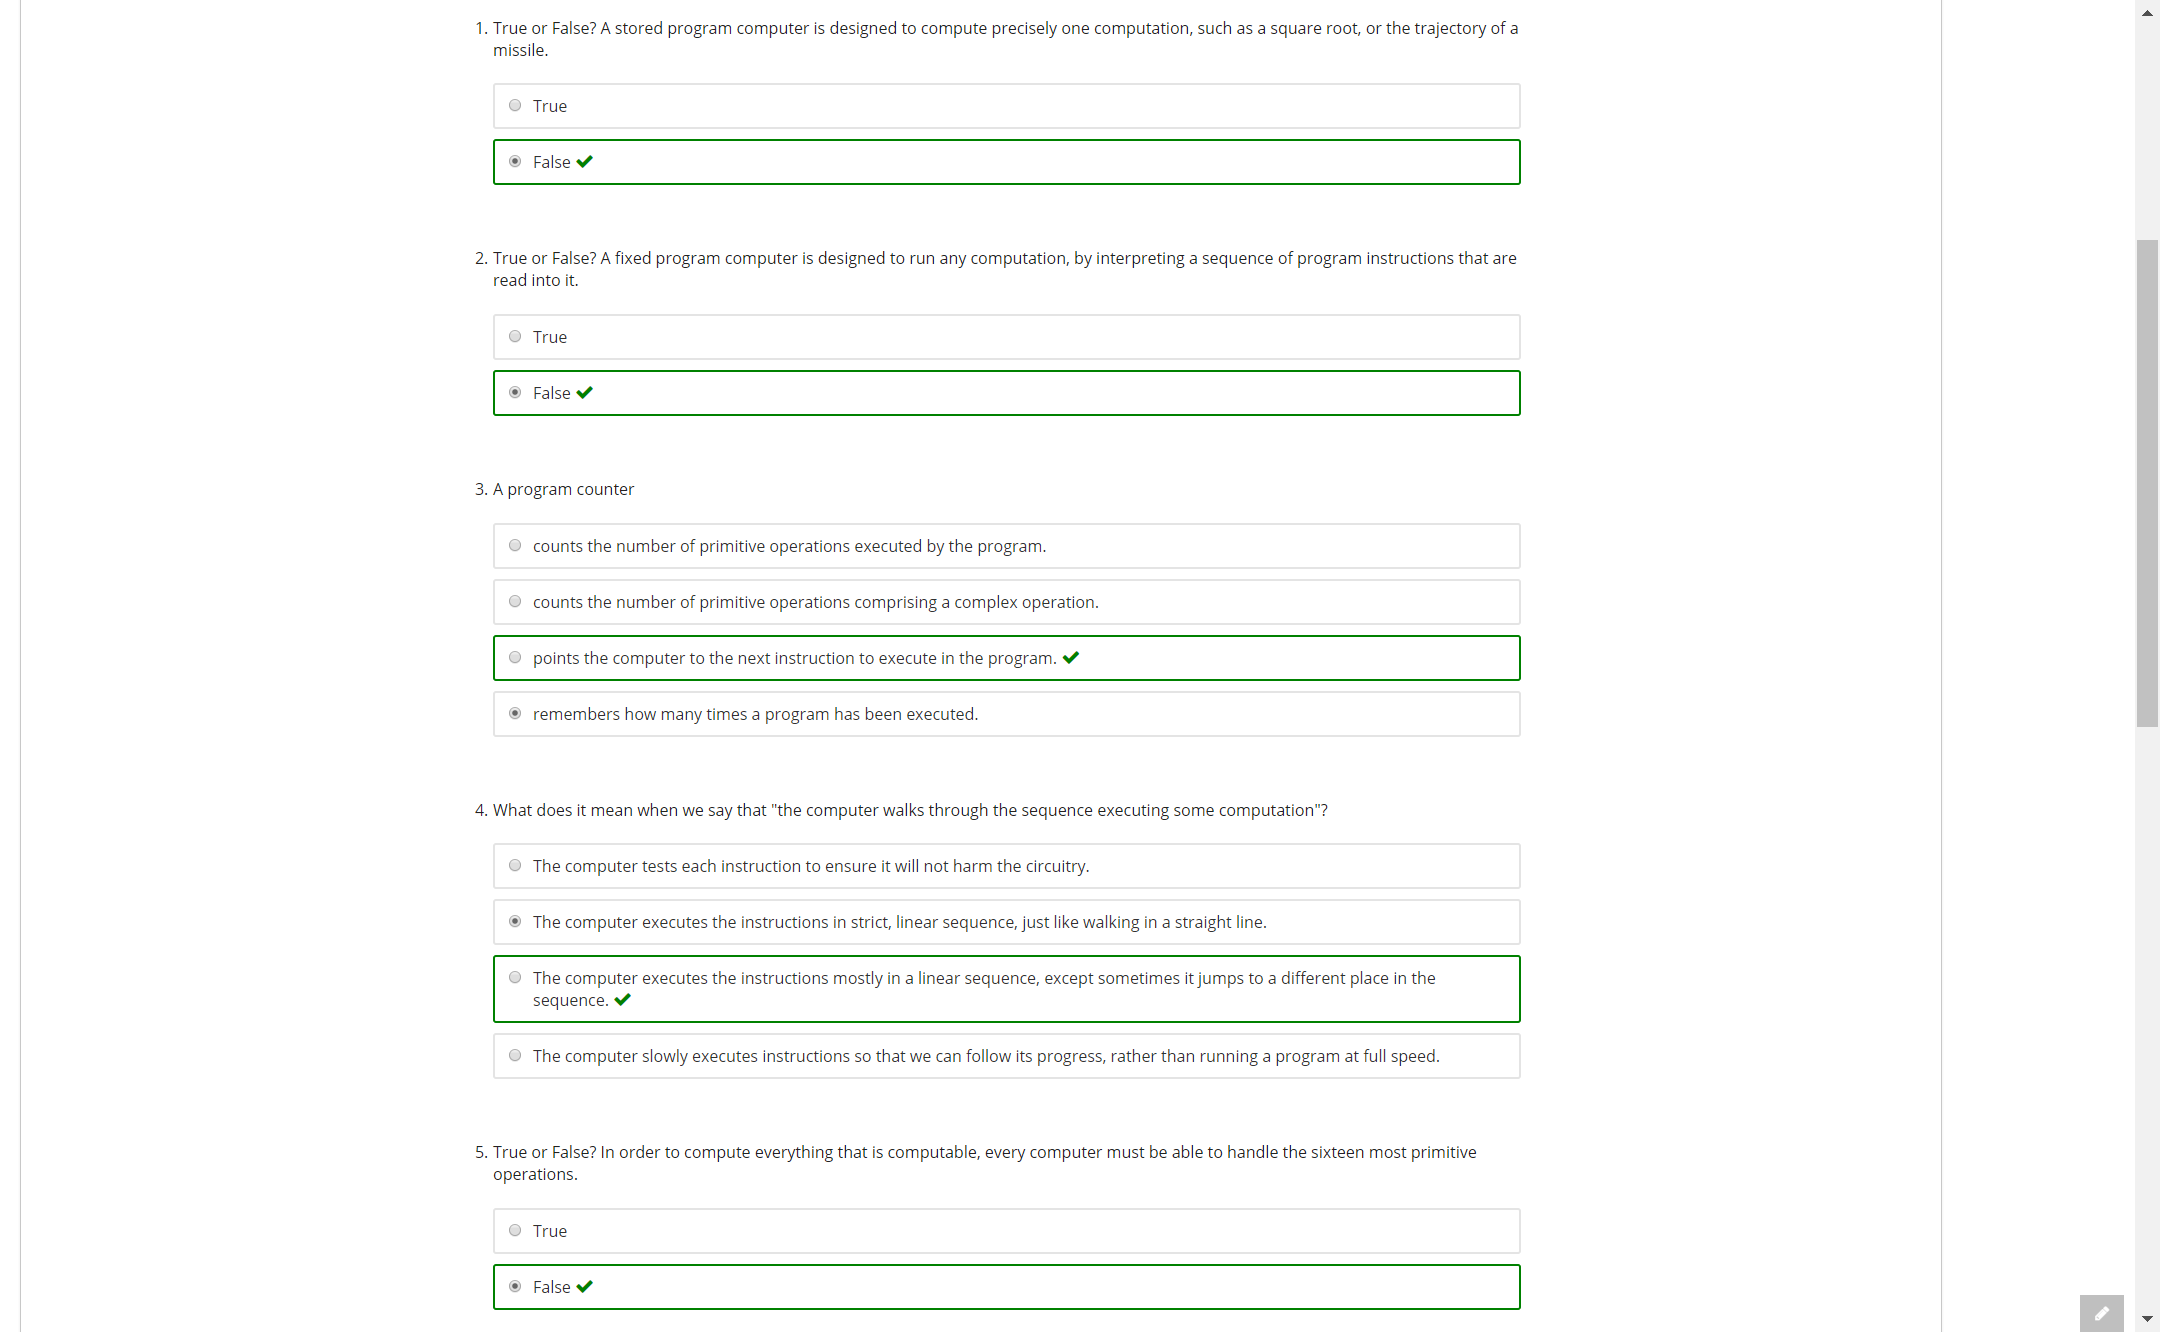 1. True or False? A stored program computer is designed to compute precisely one computation, such as a square root, or the trajectory of a
missile.
True
False
2. True or False? A fixed program computer is designed to run any computation, by interpreting a sequence of program instructions that are
read into it.
True
False
3. A program counter
counts the number of primitive operations executed by the program.
counts the number of primitive operations comprising a complex operation.
points the computer to the next instruction to execute in the program.
remembers how many times a program has been executed.
4. What does it mean when we say that "the computer walks through the sequence executing some computation"?
The computer tests each instruction to ensure it will not harm the circuitry.
The computer executes the instructions in strict, linear sequence, just like walking in a straight line.
The computer executes the instructions mostly in a linear sequence, except sometimes it jumps to a different place in the
sequence.
The computer slowly executes instructions so that we can follow its progress, rather than running a program at full speed.
5. True or False? In order to compute everything that is computable, every computer must be able to handle the sixteen most primitive
operations.
True
False